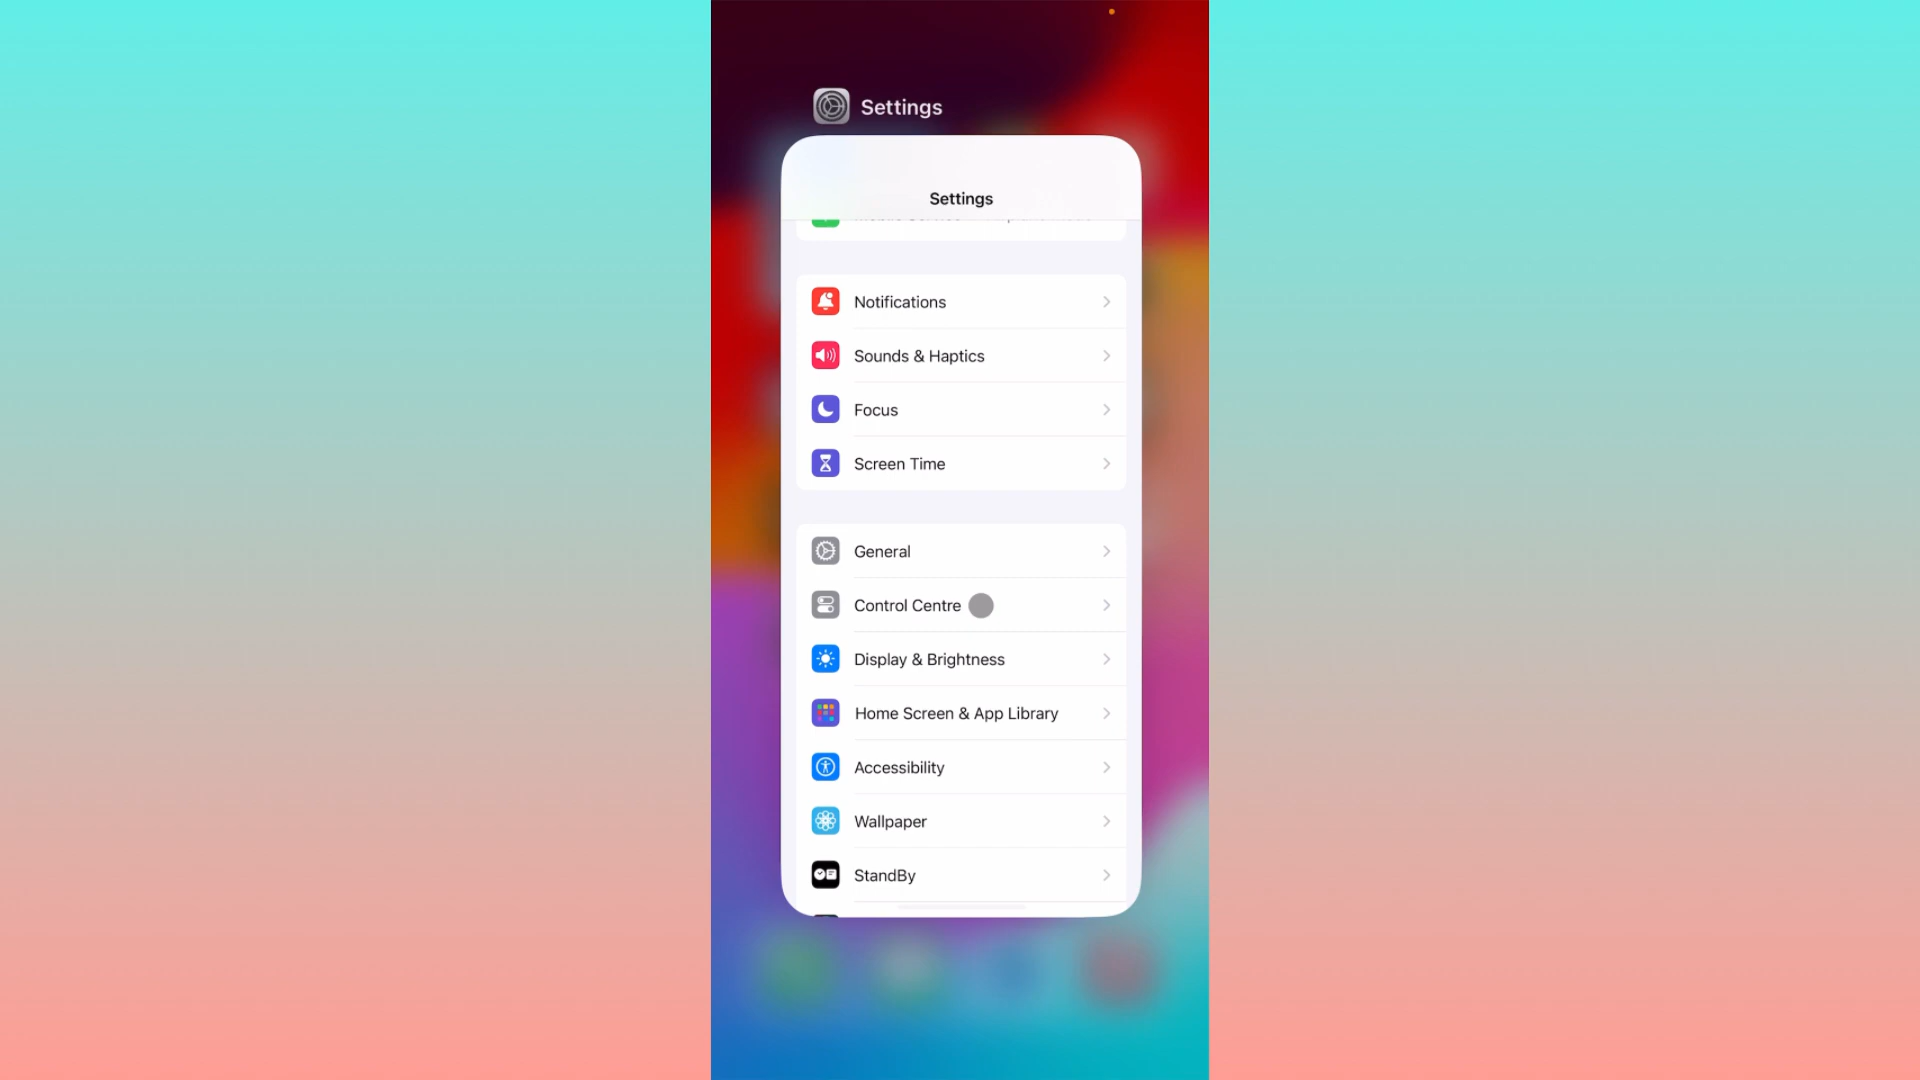 Settings
Settings
Notifications
Sounds & Haptics
Focus
Screen Time
General
Control Centre
Display & Brightness
Home Screen & App Library
Accessibility
Wallpaper
StandBy